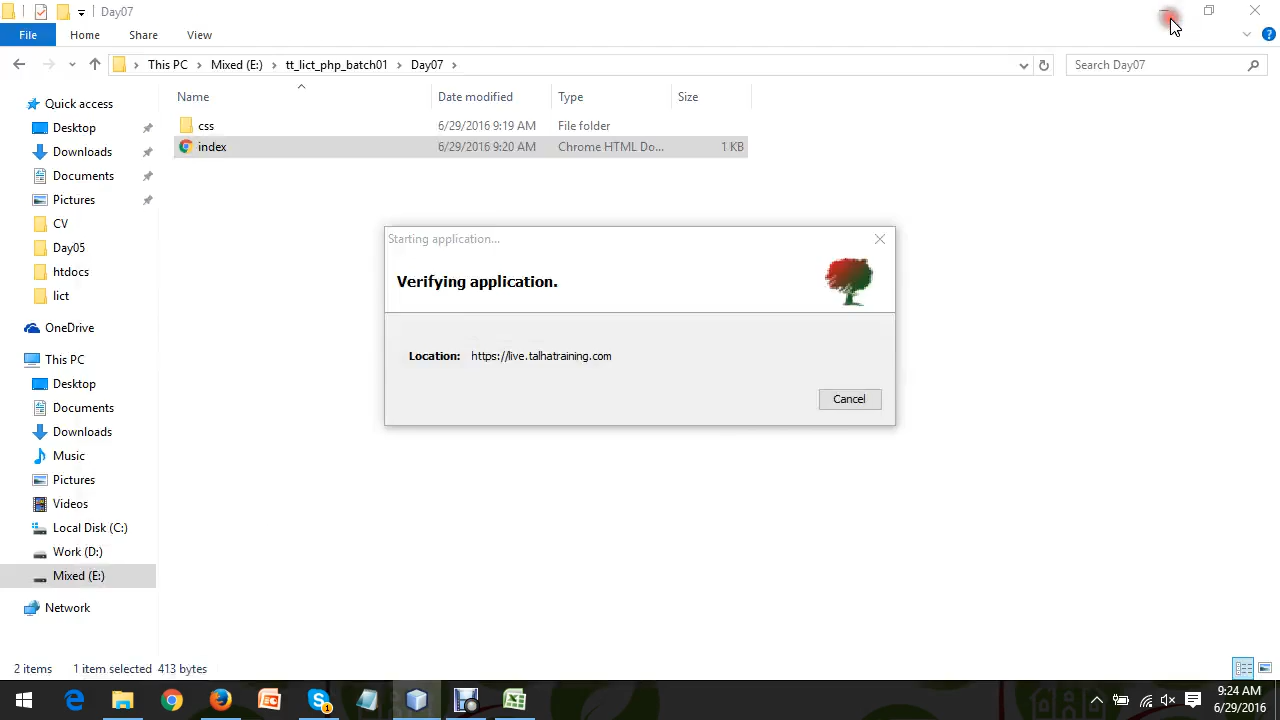 Day07
File Home Share View
This PC Mixed (E:) tt_lict_php_batch01 Day07 Search Day07
Name Date modified Type Size
css 6/29/2016 9:19 AM File folder
index 6/29/2016 9:20 AM Chrome HTML Do... 1 KB
Quick access
Desktop
Downloads
Documents
Pictures
CV
Day05
htdocs
lict
OneDrive
This PC
Desktop
Documents
Downloads
Music
Pictures
Videos
Local Disk (C:)
Work (D:)
Mixed (E:)
Network
Starting application...
Verifying application.
Location: https://live.talhatraining.com
Cancel
2 items 1 item selected 413 bytes
1
9:24 AM
6/29/2016